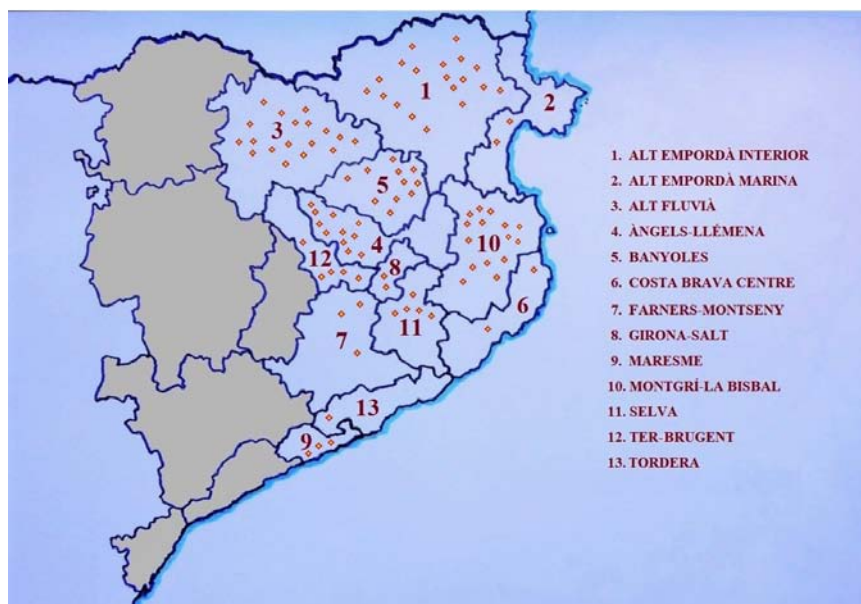 1
2
3
5
10
4
12
8
6
11
7
13
9
1. ALT EMPORDÀ INTERIOR
2. ALT EMPORDÀ MARINA
3. ALT FLUVIÀ
4. ÀNGELS-LLÉMENA
5. BANYOLES
6. COSTA BRAVA CENTRE
7. FARNERS-MONTSENY
8. GIRONA-SALT
9. MARESME
10. MONTGRÍ-LA BISBAL
11. SELVA
12. TER-BRUGENT
13. TORDERA